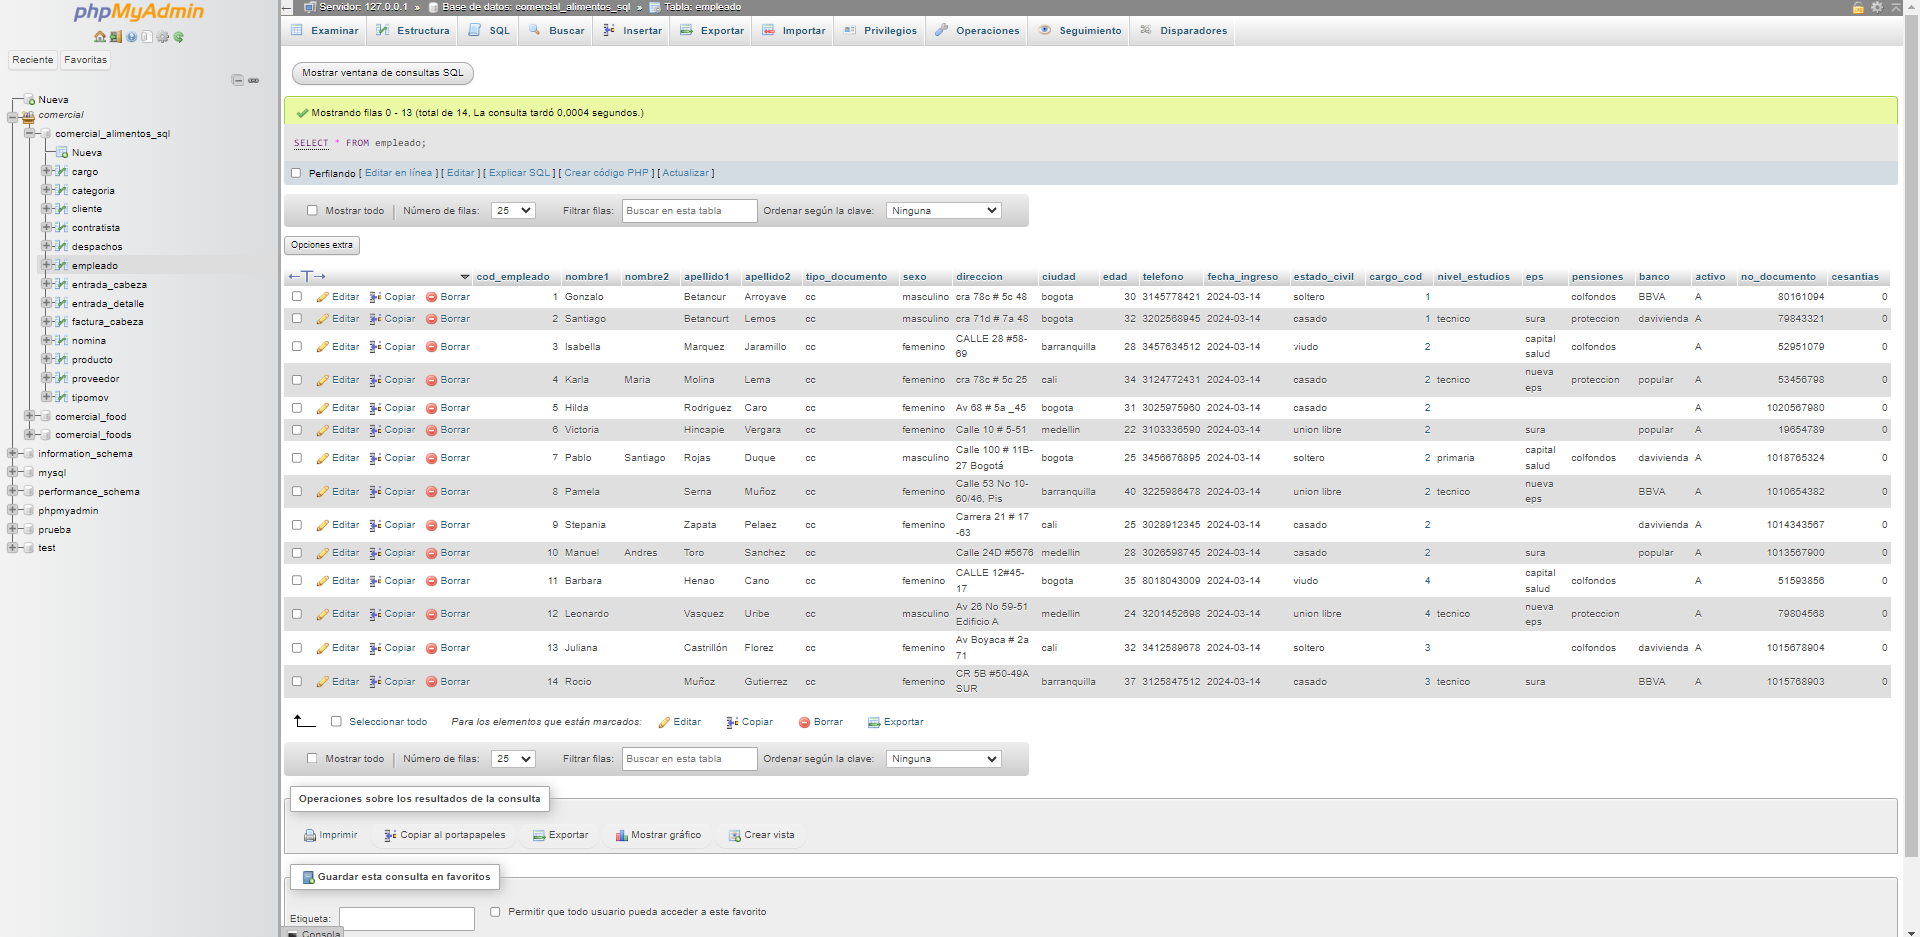 phpMyAdmin
Reciente Favoritas
Nueva
comercial
comercial_alimentos_sql
Nueva
cargo
categoria
cliente
contratista
despachos
empleado
entrada_cabeza
entrada_detalle
factura_cabeza
nomina
producto
proveedor
tipomov
comercial_food
comercial_foods
information_schema
mysql
performance_schema
phpmyadmin
prueba
test
Servidor: 127.0.0.1 » Base de datos: comercial_alimentos_sql » Tabla: empleado
Examinar Estructura SQL Buscar Insertar Exportar Importar Privilegios Operaciones Seguimiento Disparadores
Mostrar ventana de consultas SQL
Mostrando filas 0 - 13 (total de 14, La consulta tardó 0,0004 segundos.)
SELECT * FROM empleado;
Perfilando [ Editar en línea ] [ Editar ] [ Explicar SQL ] [ Crear código PHP ] [ Actualizar ]
Mostrar todo Número de filas: 25 Filtrar filas: Buscar en esta tabla Ordenar según la clave: Ninguna
Opciones extra
←T→ cod_empleado nombre1 nombre2 apellido1 apellido2 tipo_documento sexo direccion ciudad edad telefono fecha_ingreso estado_civil cargo_cod nivel_estudios eps pensiones banco activo no_documento cesantias
Editar Copiar Borrar 1 Gonzalo Betancur Arroyave cc masculino cra 78c # 5c 48 bogota 30 3145778421 2024-03-14 soltero 1 colfondos BBVA A 80161094 0
Editar Copiar Borrar 2 Santiago Betancurt Lemos cc masculino cra 71d # 7a 48 bogota 32 3202568945 2024-03-14 casado 1 tecnico sura proteccion davivienda A 79843321 0
Editar Copiar Borrar 3 Isabella Marquez Jaramillo cc femenino CALLE 28 #58-69 barranquilla 28 3457634512 2024-03-14 viudo 2 capital salud colfondos A 52951079 0
Editar Copiar Borrar 4 Karla Maria Molina Lema cc femenino cra 78c # 5c 25 cali 34 3124772431 2024-03-14 casado 2 tecnico nueva eps proteccion popular A 53456798 0
Editar Copiar Borrar 5 Hilda Rodriguez Caro cc femenino Av 68 # 5a _45 bogota 31 3025975960 2024-03-14 casado 2 A 1020567980 0
Editar Copiar Borrar 6 Victoria Hincapie Vergara cc femenino Calle 10 # 5-51 medellin 22 3103336590 2024-03-14 union libre 2 sura popular A 19654789 0
Editar Copiar Borrar 7 Pablo Santiago Rojas Duque cc masculino Calle 100 # 11B-27 Bogotá bogota 25 3456676895 2024-03-14 soltero 2 primaria capital salud colfondos davivienda A 1018765324 0
Editar Copiar Borrar 8 Pamela Serna Muñoz cc femenino Calle 53 No 10-60/46, Pis barranquilla 40 3225986478 2024-03-14 union libre 2 tecnico nueva eps BBVA A 1010654382 0
Editar Copiar Borrar 9 Stepania Zapata Pelaez cc femenino Carrera 21 # 17 -63 cali 25 3028912345 2024-03-14 casado 2 davivienda A 1014343567 0
Editar Copiar Borrar 10 Manuel Andres Toro Sanchez cc Calle 24D #5676 medellin 28 3026598745 2024-03-14 casado 2 sura popular A 1013567900 0
Editar Copiar Borrar 11 Barbara Henao Cano cc femenino CALLE 12#45-17 bogota 35 8018043009 2024-03-14 viudo 4 capital salud colfondos A 51593856 0
Editar Copiar Borrar 12 Leonardo Vasquez Uribe cc masculino Av 26 No 59-51 Edificio A medellin 24 3201452698 2024-03-14 union libre 4 tecnico nueva eps proteccion A 79804568 0
Editar Copiar Borrar 13 Juliana Castrillón Florez cc femenino Av Boyaca # 2a 71 cali 32 3412589678 2024-03-14 soltero 3 colfondos davivienda A 1015678904 0
Editar Copiar Borrar 14 Rocio Muñoz Gutierrez cc femenino CR 5B #50-49A SUR barranquilla 37 3125847512 2024-03-14 casado 3 tecnico sura BBVA A 1015768903 0
Seleccionar todo Para los elementos que están marcados: Editar Copiar Borrar Exportar
Mostrar todo Número de filas: 25 Filtrar filas: Buscar en esta tabla Ordenar según la clave: Ninguna
Operaciones sobre los resultados de la consulta
Imprimir Copiar al portapapeles Exportar Mostrar gráfico Crear vista
Guardar esta consulta en favoritos
Etiqueta: Permitir que todo usuario pueda acceder a este favorito
Consola